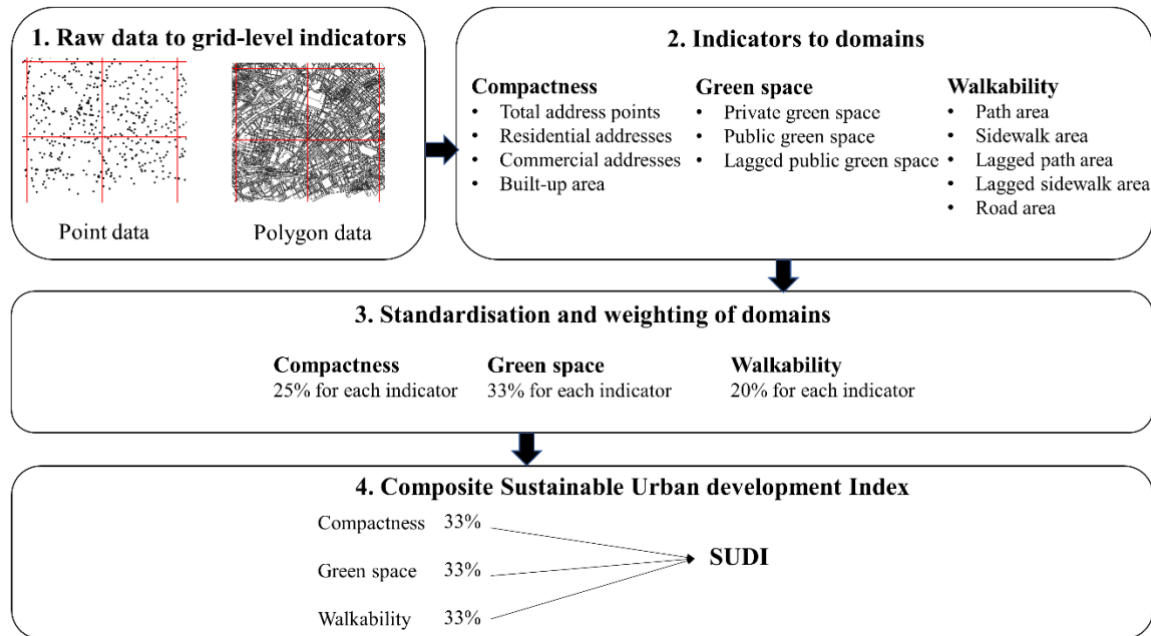 1. Raw data to grid-level indicators
Point data
Polygon data
2. Indicators to domains
Compactness
• Total address points
• Residential addresses
• Commercial addresses
• Built-up area
Green space
• Private green space
• Public green space
• Lagged public green space
Walkability
• Path area
• Sidewalk area
• Lagged path area
• Lagged sidewalk area
• Road area
3. Standardisation and weighting of domains
Compactness
25% for each indicator
Green space
33% for each indicator
Walkability
20% for each indicator
4. Composite Sustainable Urban development Index
Compactness 33%
Green space 33%
Walkability 33%
SUDI